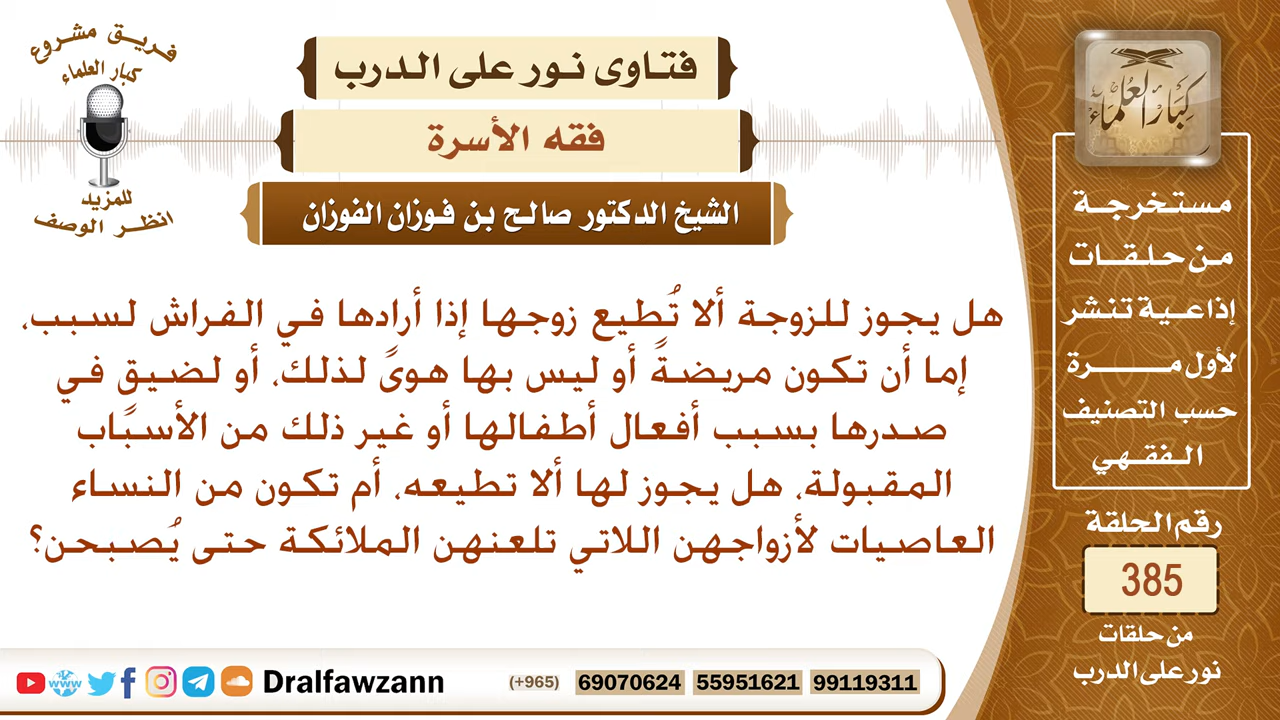 فريق مشروع
كبار العلماء
للمزيد
انظر الوصف
فتاوى نور على الدرب
فقه الأسرة
الشيخ الدكتور صالح بن فوزان الفوزان
هل يجوز للزوجة ألا تُطيع زوجها إذا أرادها في الفراش لسبب،
إما أن تكون مريضةً أو ليس بها هوىً لذلك، أو لضيقٍ في
صدرها بسبب أفعال أطفالها أو غير ذلك من الأسباب
المقبولة، هل يجوز لها ألا تطيعه، أم تكون من النساء
العاصيات لأزواجهن اللاتي تلعنهن الملائكة حتى يُصبحن؟
كبار العلماء
مستخرجة
من حلقات
إذاعية تنشر
لأول مرة
حسب التصنيف
الفقهي
رقم الحلقة
385
من حلقات
نور على الدرب
www Dralfawzann (+965) 69070624 55951621 99119311